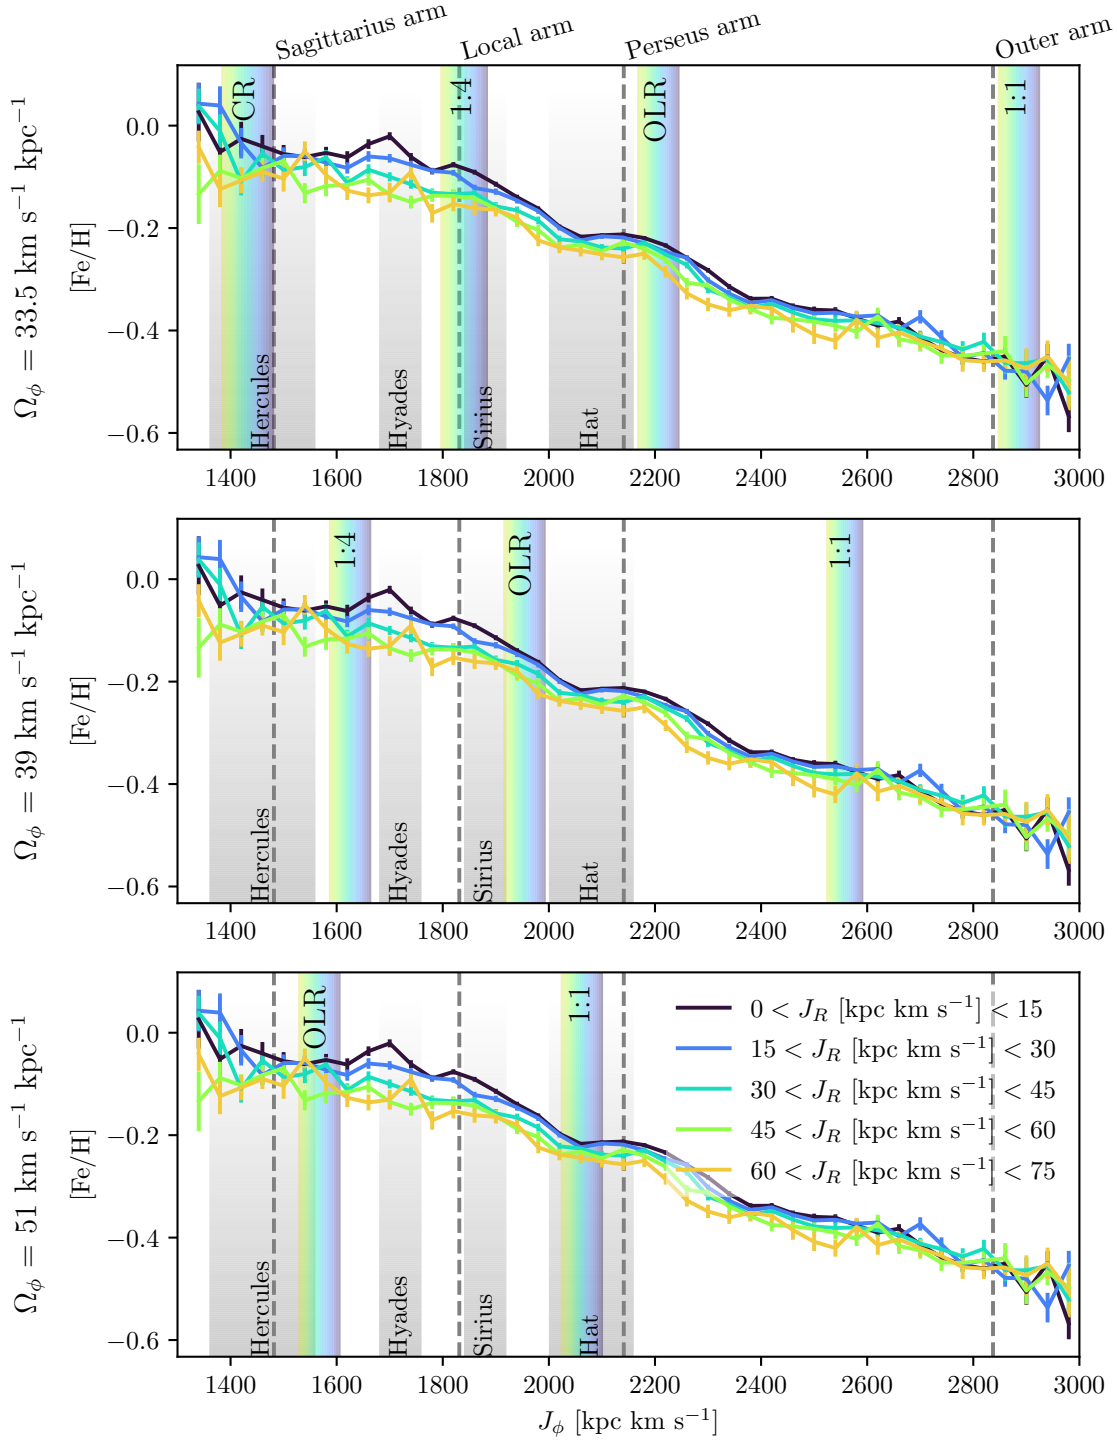 Sagittarius arm Local arm Perseus arm Outer arm
Ω_ϕ = 33.5 km s⁻¹ kpc⁻¹
[Fe/H]
0.0
−0.2
−0.4
−0.6
CR 1:4 OLR 1:1
Hercules Hyades Sirius Hat
1400 1600 1800 2000 2200 2400 2600 2800 3000
Ω_ϕ = 39 km s⁻¹ kpc⁻¹
[Fe/H]
0.0
−0.2
−0.4
−0.6
1:4 OLR 1:1
Hercules Hyades Sirius Hat
1400 1600 1800 2000 2200 2400 2600 2800 3000
Ω_ϕ = 51 km s⁻¹ kpc⁻¹
[Fe/H]
0.0
−0.2
−0.4
−0.6
OLR 1:1
0 < J_R [kpc km s⁻¹] < 15
15 < J_R [kpc km s⁻¹] < 30
30 < J_R [kpc km s⁻¹] < 45
45 < J_R [kpc km s⁻¹] < 60
60 < J_R [kpc km s⁻¹] < 75
Hercules Hyades Sirius Hat
1400 1600 1800 2000 2200 2400 2600 2800 3000
J_ϕ [kpc km s⁻¹]